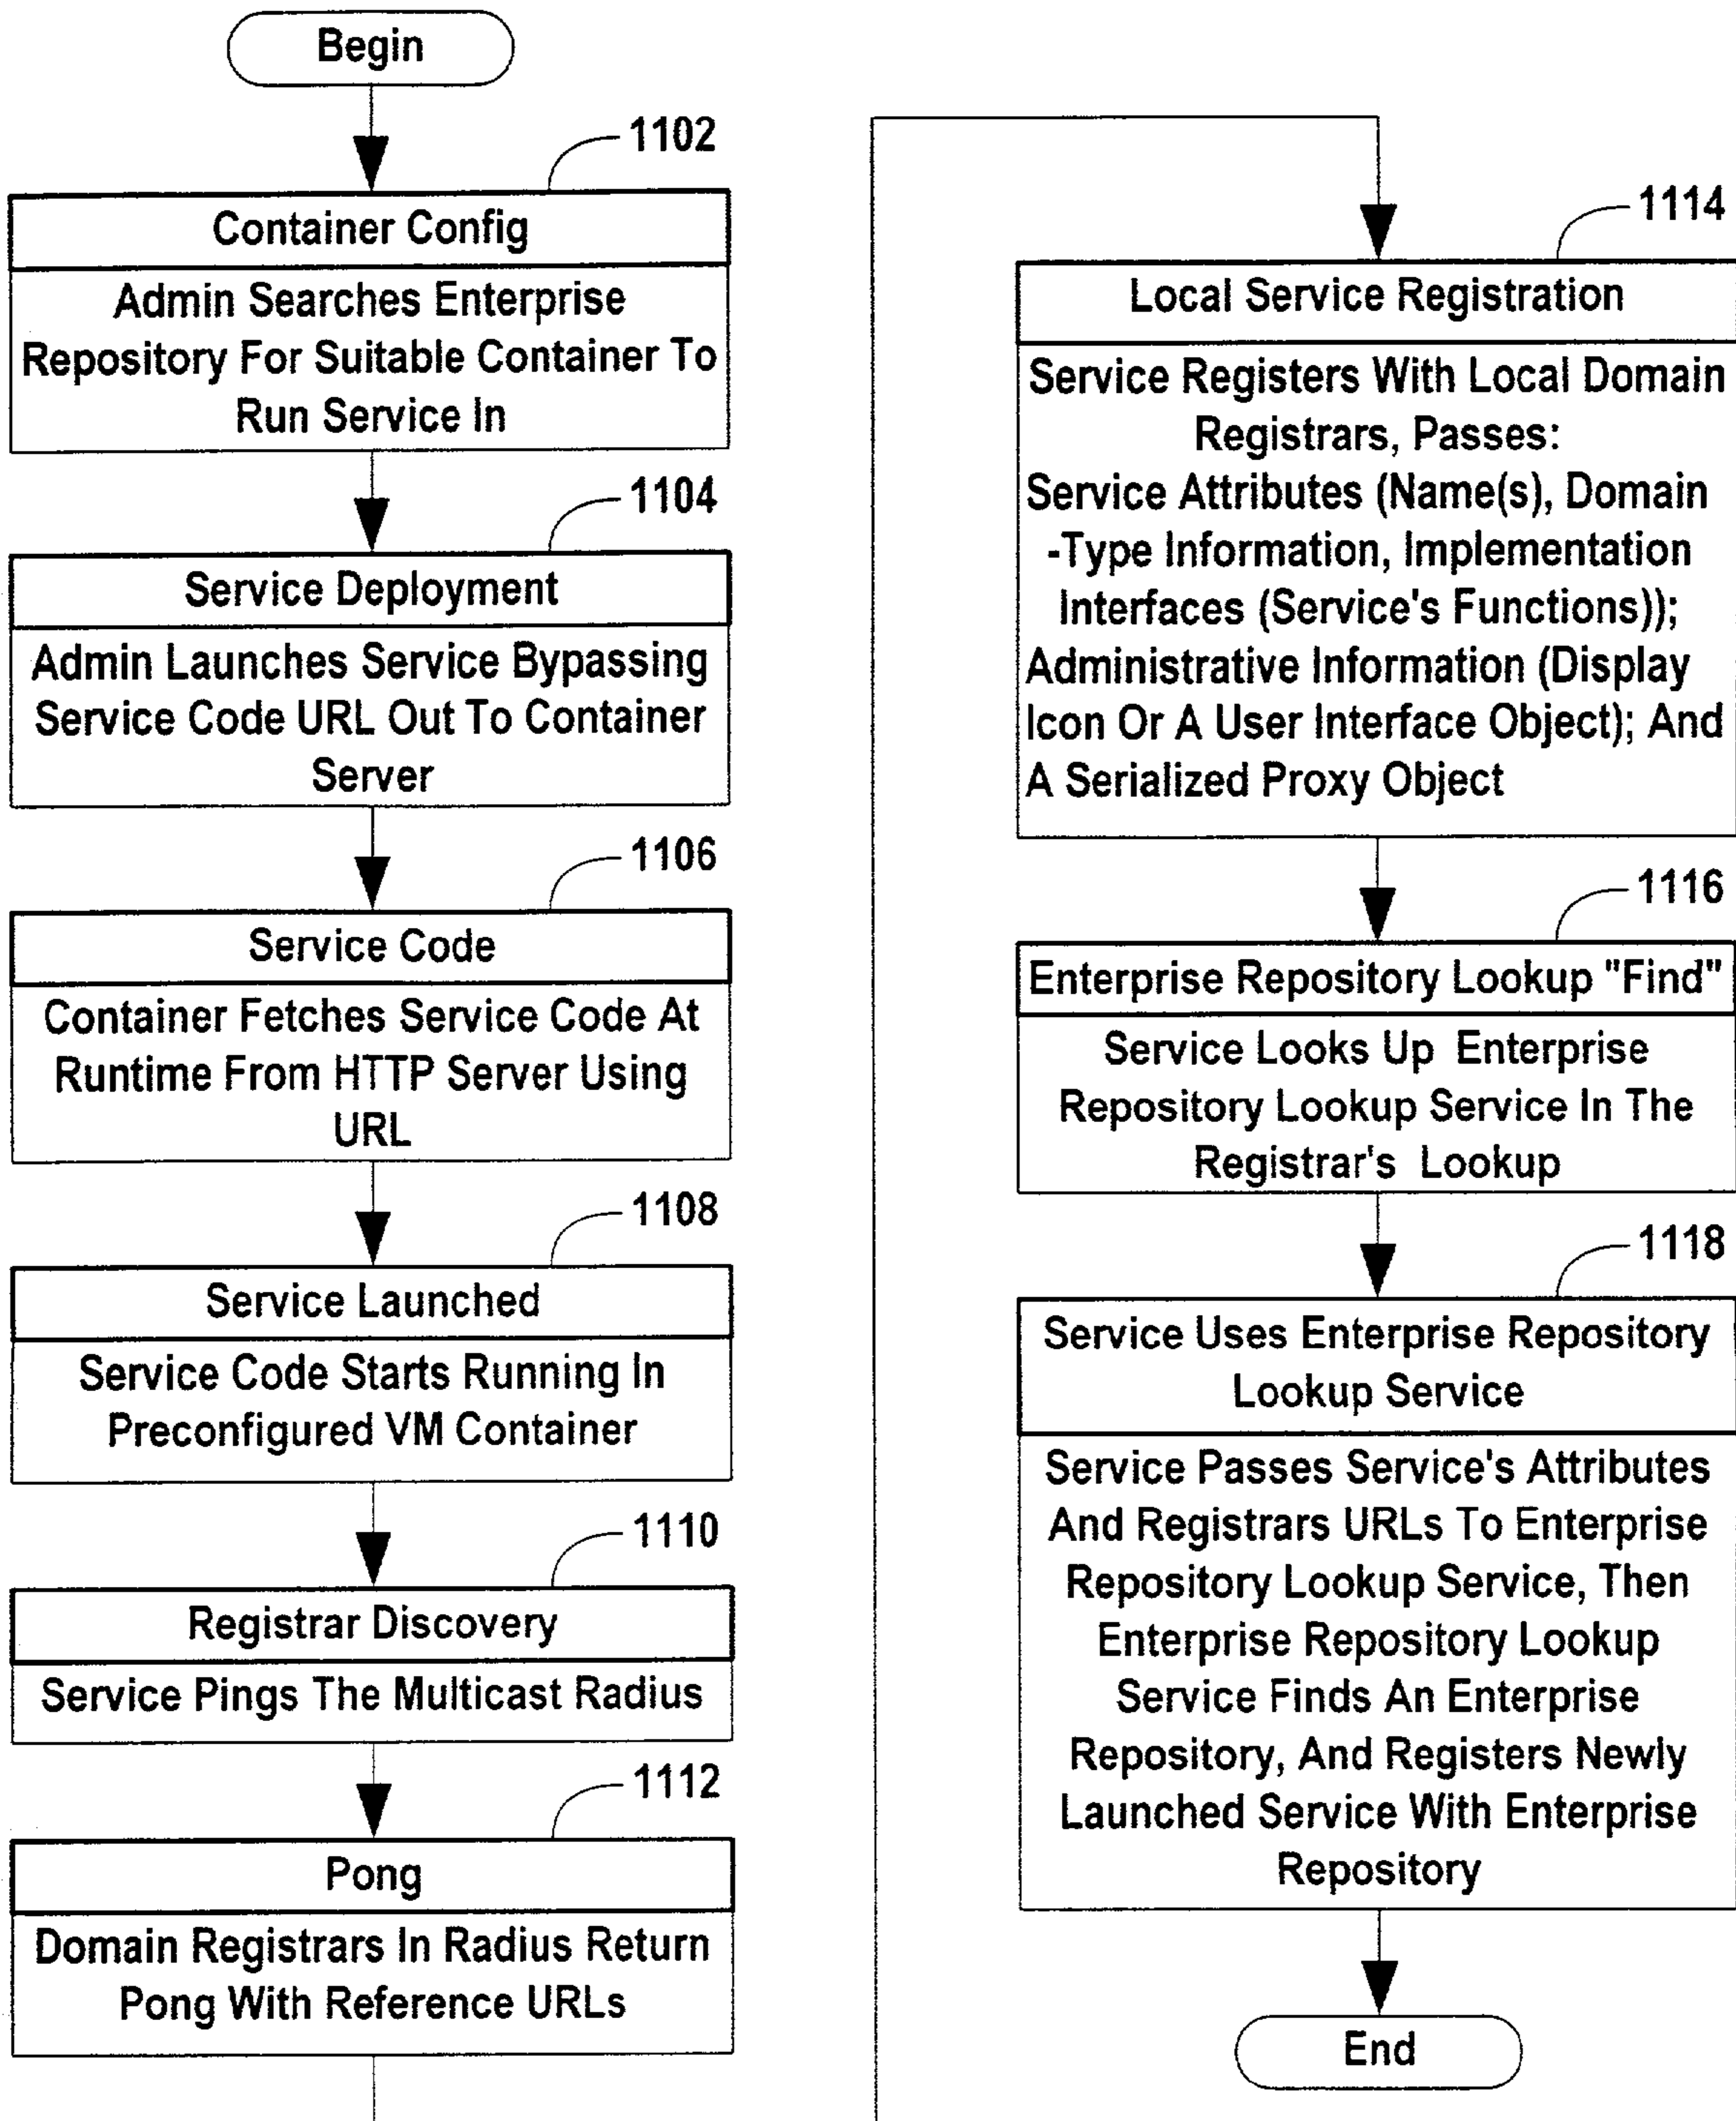 Begin
1102
Container Config
Admin Searches Enterprise
Repository For Suitable Container To
Run Service In
1104
Service Deployment
Admin Launches Service Bypassing
Service Code URL Out To Container
Server
1106
Service Code
Container Fetches Service Code At
Runtime From HTTP Server Using
URL
1108
Service Launched
Service Code Starts Running In
Preconfigured VM Container
1110
Registrar Discovery
Service Pings The Multicast Radius
1112
Pong
Domain Registrars In Radius Return
Pong With Reference URLs
1114
Local Service Registration
Service Registers With Local Domain
Registrars, Passes:
Service Attributes (Name(s), Domain
-Type Information, Implementation
Interfaces (Service's Functions));
Administrative Information (Display
Icon Or A User Interface Object); And
A Serialized Proxy Object
1116
Enterprise Repository Lookup "Find"
Service Looks Up Enterprise
Repository Lookup Service In The
Registrar's Lookup
1118
Service Uses Enterprise Repository
Lookup Service
Service Passes Service's Attributes
And Registrars URLs To Enterprise
Repository Lookup Service, Then
Enterprise Repository Lookup
Service Finds An Enterprise
Repository, And Registers Newly
Launched Service With Enterprise
Repository
End